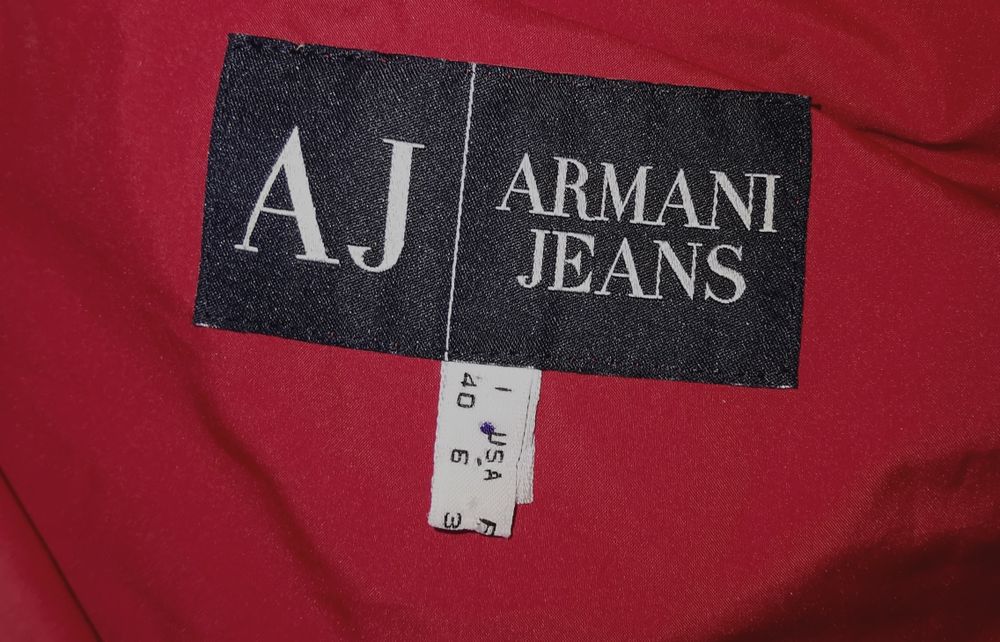 AJ
ARMANI
JEANS
I USA F
40 6 3